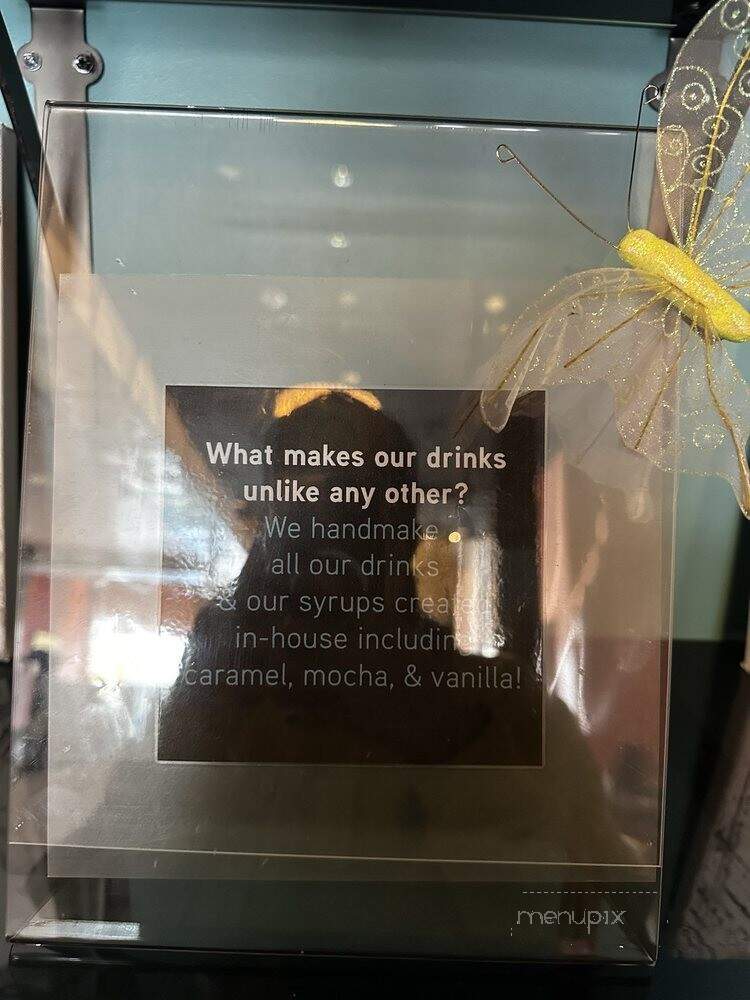 What makes our drinks
unlike any other?
We handmake
all our drinks
& our syrups created
in-house including
caramel, mocha, & vanilla!
menupix